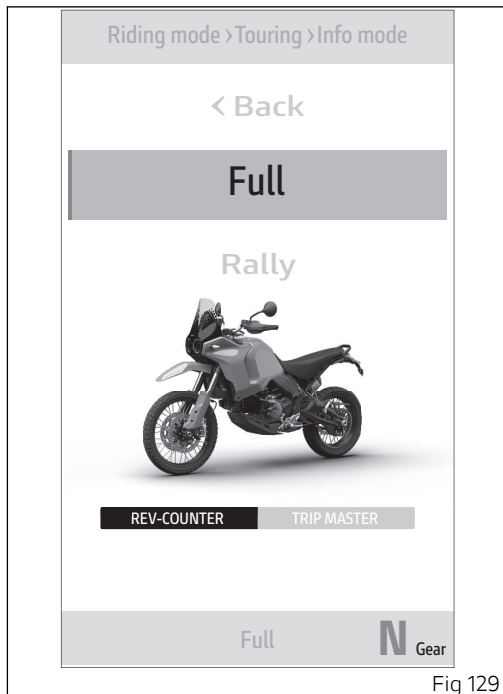 Riding mode › Touring › Info mode
‹ Back
Full
Rally
REV-COUNTER TRIP MASTER
Full N Gear
Fig 129